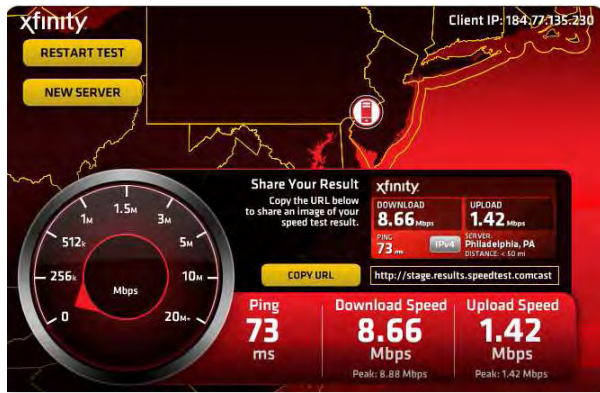 xfinity
Client IP: 184.77.135.230
RESTART TEST
NEW SERVER
Share Your Result
Copy the URL below
to share an image of your
speed test result.
COPY URL
xfinity
DOWNLOAD
8.66 Mbps
UPLOAD
1.42 Mbps
PING
73 ms
IPv4
SERVER:
Philadelphia, PA
DISTANCE: < 50 mi
http://stage.results.speedtest.comcast
0
256k
512k
1M
1.5M
3M
5M
10M
20M+
Mbps
Ping
73
ms
Download Speed
8.66
Mbps
Peak: 8.88 Mbps
Upload Speed
1.42
Mbps
Peak: 1.42 Mbps